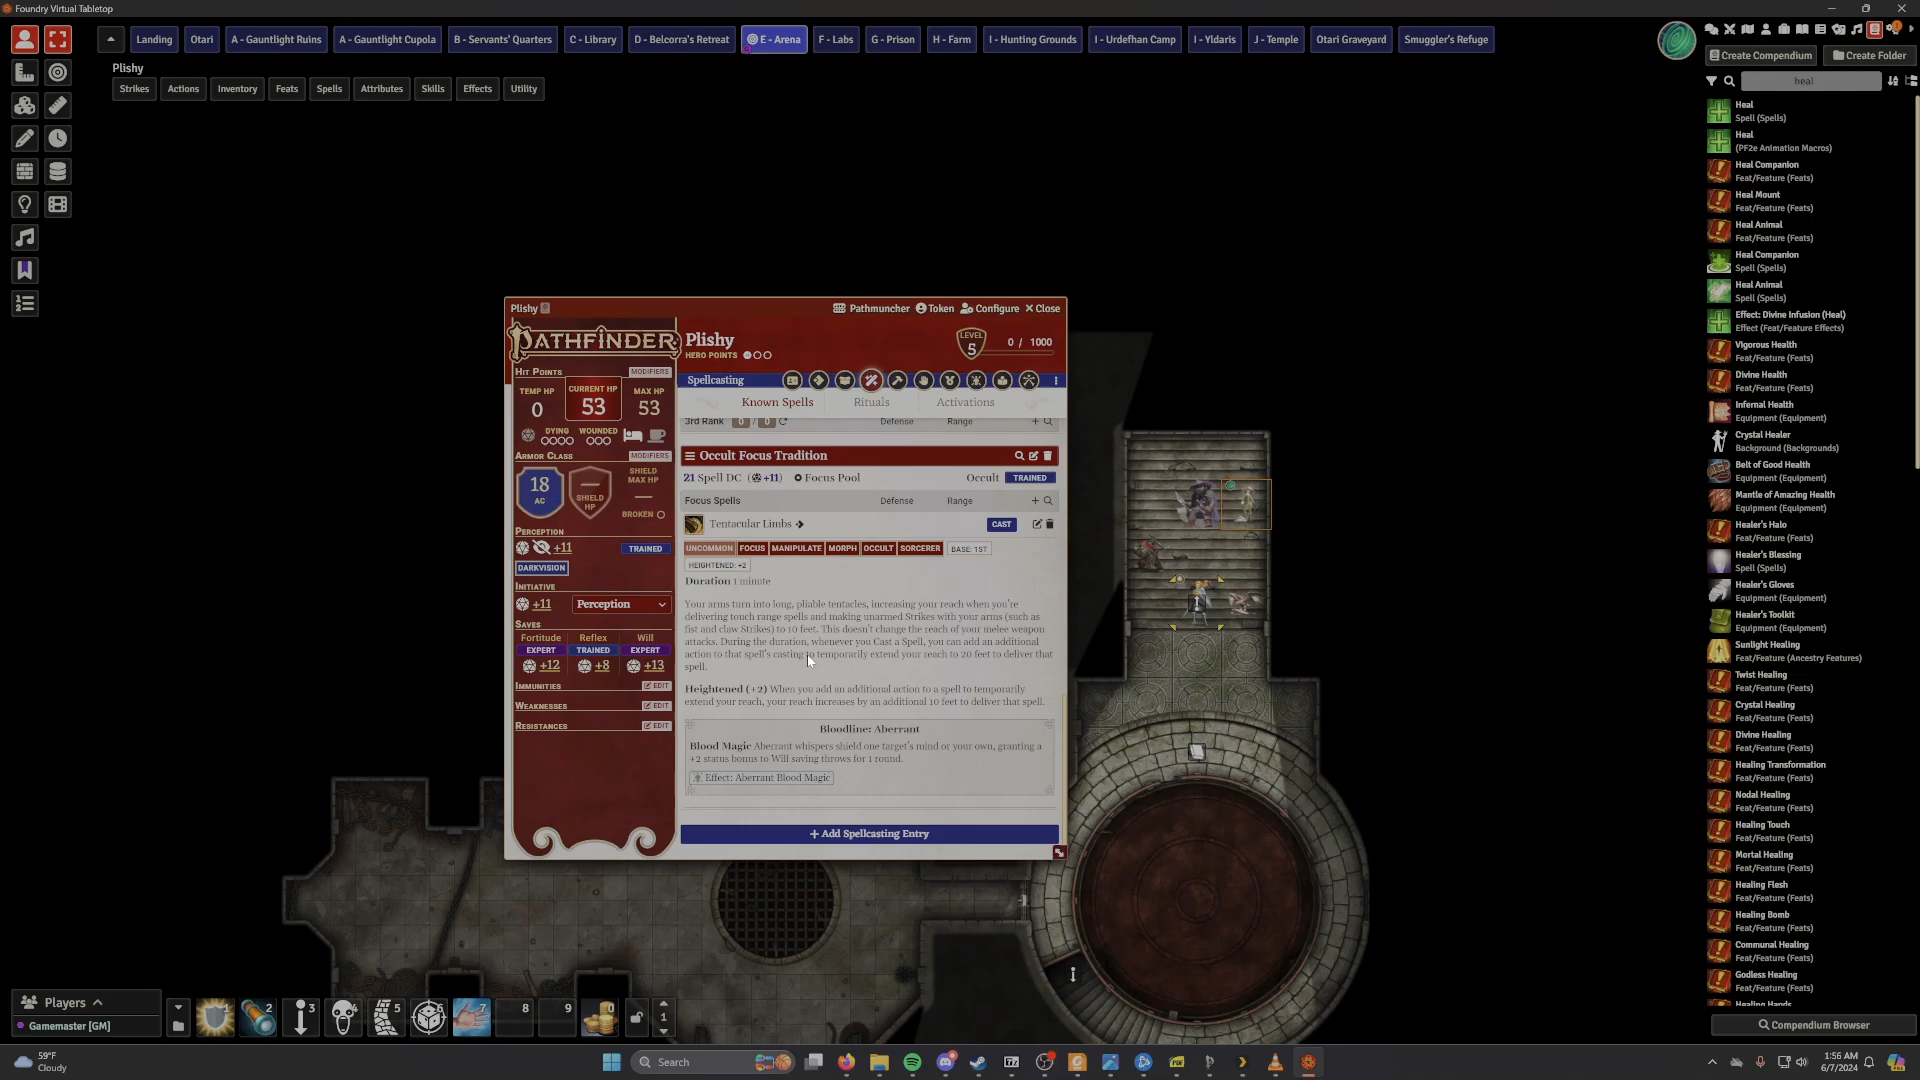 Foundry Virtual Tabletop
Landing
Otari
A - Gauntlight Ruins
A - Gauntlight Cupola
B - Servants' Quarters
C - Library
D - Belcorra's Retreat
E - Arena
F - Labs
G - Prison
H - Farm
I - Hunting Grounds
I - Urdefhan Camp
I - Yldaris
J - Temple
Otari Graveyard
Smuggler's Refuge
Plishy
Strikes
Actions
Inventory
Feats
Spells
Attributes
Skills
Effects
Utility
Plishy
Pathmuncher
Token
Configure
Close
PATHFINDER
Plishy
HERO POINTS
LEVEL
5
0 / 1000
HIT POINTS
MODIFIERS
TEMP HP
0
CURRENT HP
53
MAX HP
53
DYING
WOUNDED
ARMOR CLASS
MODIFIERS
18
AC
SHIELD HP
SHIELD
MAX HP
BROKEN
PERCEPTION
+11
TRAINED
DARKVISION
INITIATIVE
+11
Perception
SAVES
Fortitude
EXPERT
+12
Reflex
TRAINED
+8
Will
EXPERT
+13
IMMUNITIES
EDIT
WEAKNESSES
EDIT
RESISTANCES
EDIT
Spellcasting
Known Spells
Rituals
Activations
3rd Rank 0 / 0
Defense
Range
Occult Focus Tradition
21 Spell DC (+11) Focus Pool
Occult
TRAINED
Focus Spells
Defense
Range
Tentacular Limbs
CAST
UNCOMMON FOCUS MANIPULATE MORPH OCCULT SORCERER BASE: 1ST
HEIGHTENED: +2
Duration 1 minute
Your arms turn into long, pliable tentacles, increasing your reach when you're
delivering touch range spells and making unarmed Strikes with your arms (such as
fist and claw Strikes) to 10 feet. This doesn't change the reach of your melee weapon
attacks. During the duration, whenever you Cast a Spell, you can add an additional
action to that spell's casting to temporarily extend your reach to 20 feet to deliver that
spell.
Heightened (+2) When you add an additional action to a spell to temporarily
extend your reach, your reach increases by an additional 10 feet to deliver that spell.
Bloodline: Aberrant
Blood Magic Aberrant whispers shield one target's mind or your own, granting a
+2 status bonus to Will saving throws for 1 round.
Effect: Aberrant Blood Magic
+ Add Spellcasting Entry
Create Compendium
Create Folder
heal
Heal
Spell (Spells)
Heal
(PF2e Animation Macros)
Heal Companion
Feat/Feature (Feats)
Heal Mount
Feat/Feature (Feats)
Heal Animal
Feat/Feature (Feats)
Heal Companion
Spell (Spells)
Heal Animal
Spell (Spells)
Effect: Divine Infusion (Heal)
Effect (Feat/Feature Effects)
Vigorous Health
Feat/Feature (Feats)
Divine Health
Feat/Feature (Feats)
Infernal Health
Equipment (Equipment)
Crystal Healer
Background (Backgrounds)
Belt of Good Health
Equipment (Equipment)
Mantle of Amazing Health
Equipment (Equipment)
Healer's Halo
Feat/Feature (Feats)
Healer's Blessing
Spell (Spells)
Healer's Gloves
Equipment (Equipment)
Healer's Toolkit
Equipment (Equipment)
Sunlight Healing
Feat/Feature (Ancestry Features)
Twist Healing
Feat/Feature (Feats)
Crystal Healing
Feat/Feature (Feats)
Divine Healing
Feat/Feature (Feats)
Healing Transformation
Feat/Feature (Feats)
Nodal Healing
Feat/Feature (Feats)
Healing Touch
Feat/Feature (Feats)
Mortal Healing
Feat/Feature (Feats)
Healing Flesh
Feat/Feature (Feats)
Healing Bomb
Feat/Feature (Feats)
Communal Healing
Feat/Feature (Feats)
Godless Healing
Feat/Feature (Feats)
Healing Hands
Compendium Browser
Players
Gamemaster [GM]
1
2
3
4
5
6
7
8
9
0
1
59°F
Cloudy
Search
1:56 AM
6/7/2024